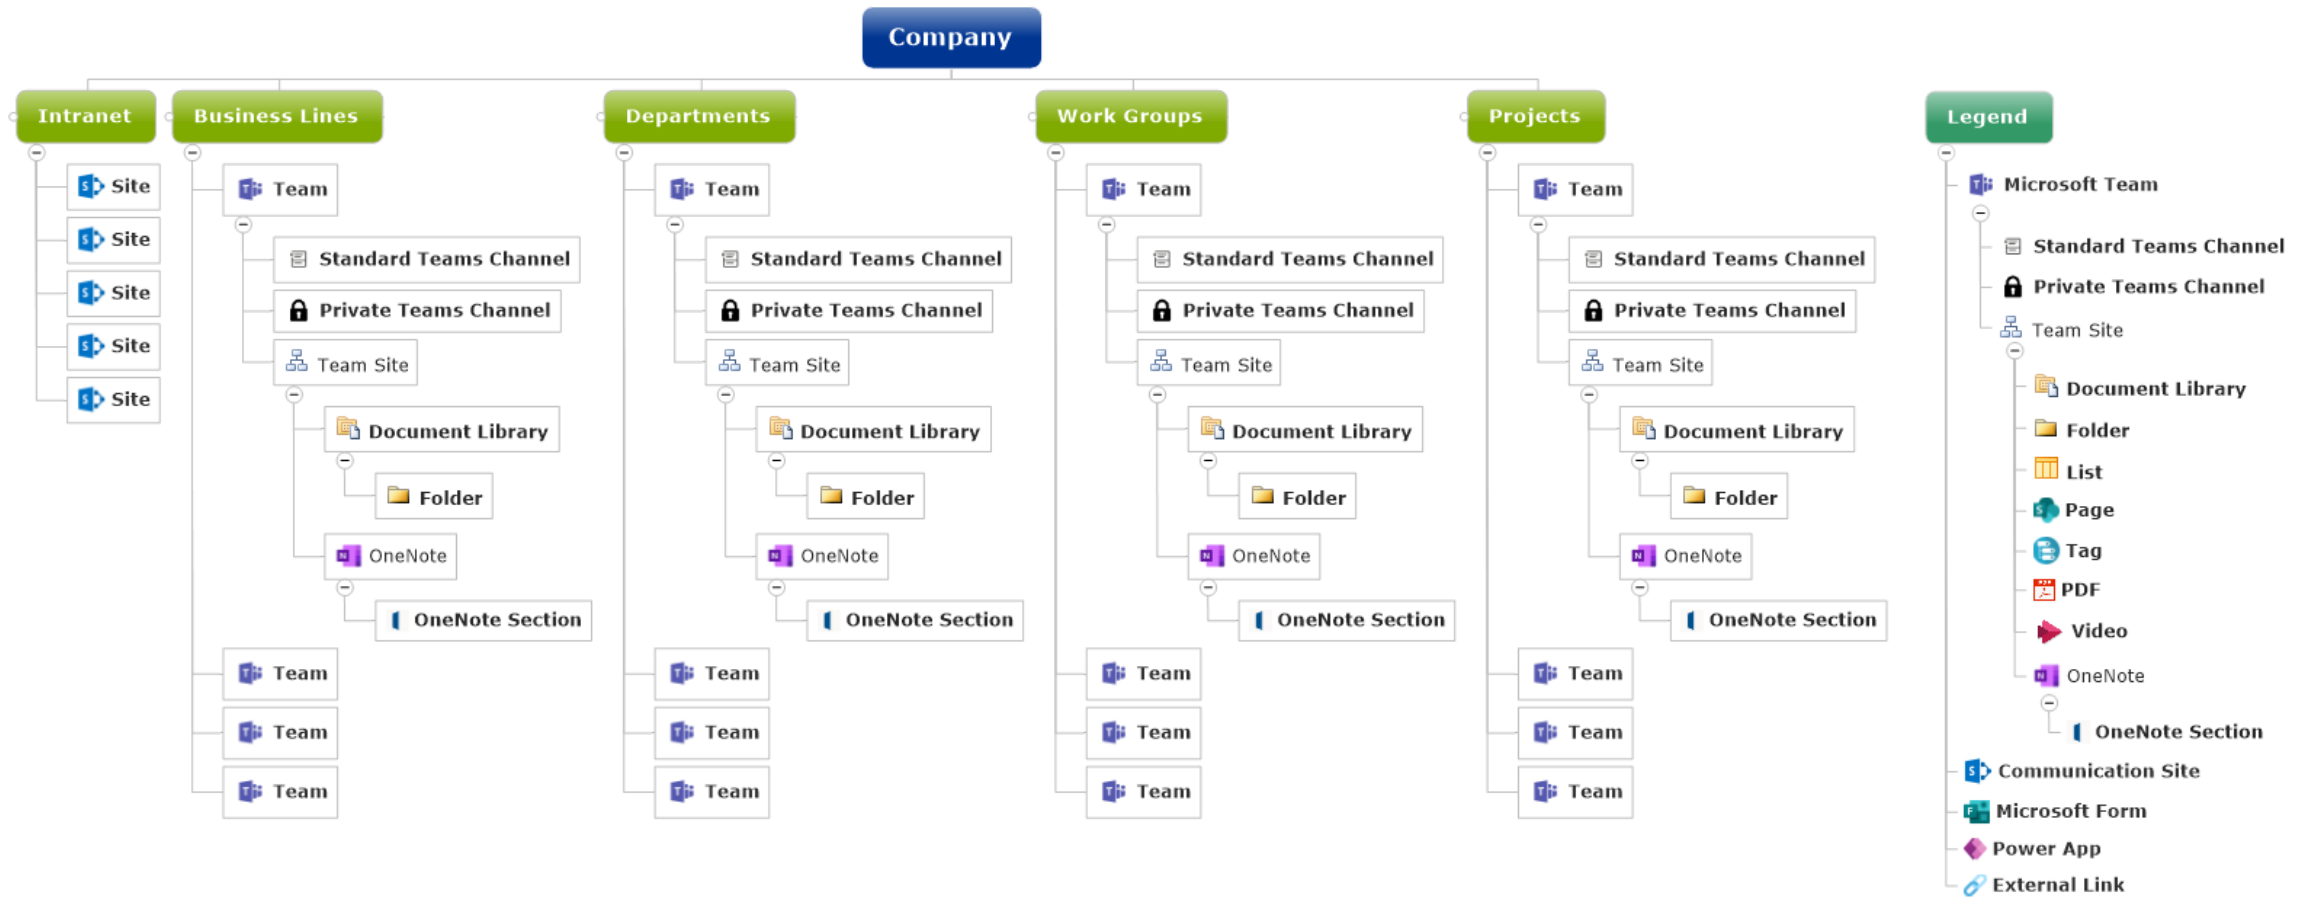 Company
Intranet
Site
Site
Site
Site
Site
Business Lines
Team
Standard Teams Channel
Private Teams Channel
Team Site
Document Library
Folder
OneNote
OneNote Section
Team
Team
Team
Departments
Team
Standard Teams Channel
Private Teams Channel
Team Site
Document Library
Folder
OneNote
OneNote Section
Team
Team
Team
Work Groups
Team
Standard Teams Channel
Private Teams Channel
Team Site
Document Library
Folder
OneNote
OneNote Section
Team
Team
Team
Projects
Team
Standard Teams Channel
Private Teams Channel
Team Site
Document Library
Folder
OneNote
OneNote Section
Team
Team
Team
Legend
Microsoft Team
Standard Teams Channel
Private Teams Channel
Team Site
Document Library
Folder
List
Page
Tag
PDF
Video
OneNote
OneNote Section
Communication Site
Microsoft Form
Power App
External Link